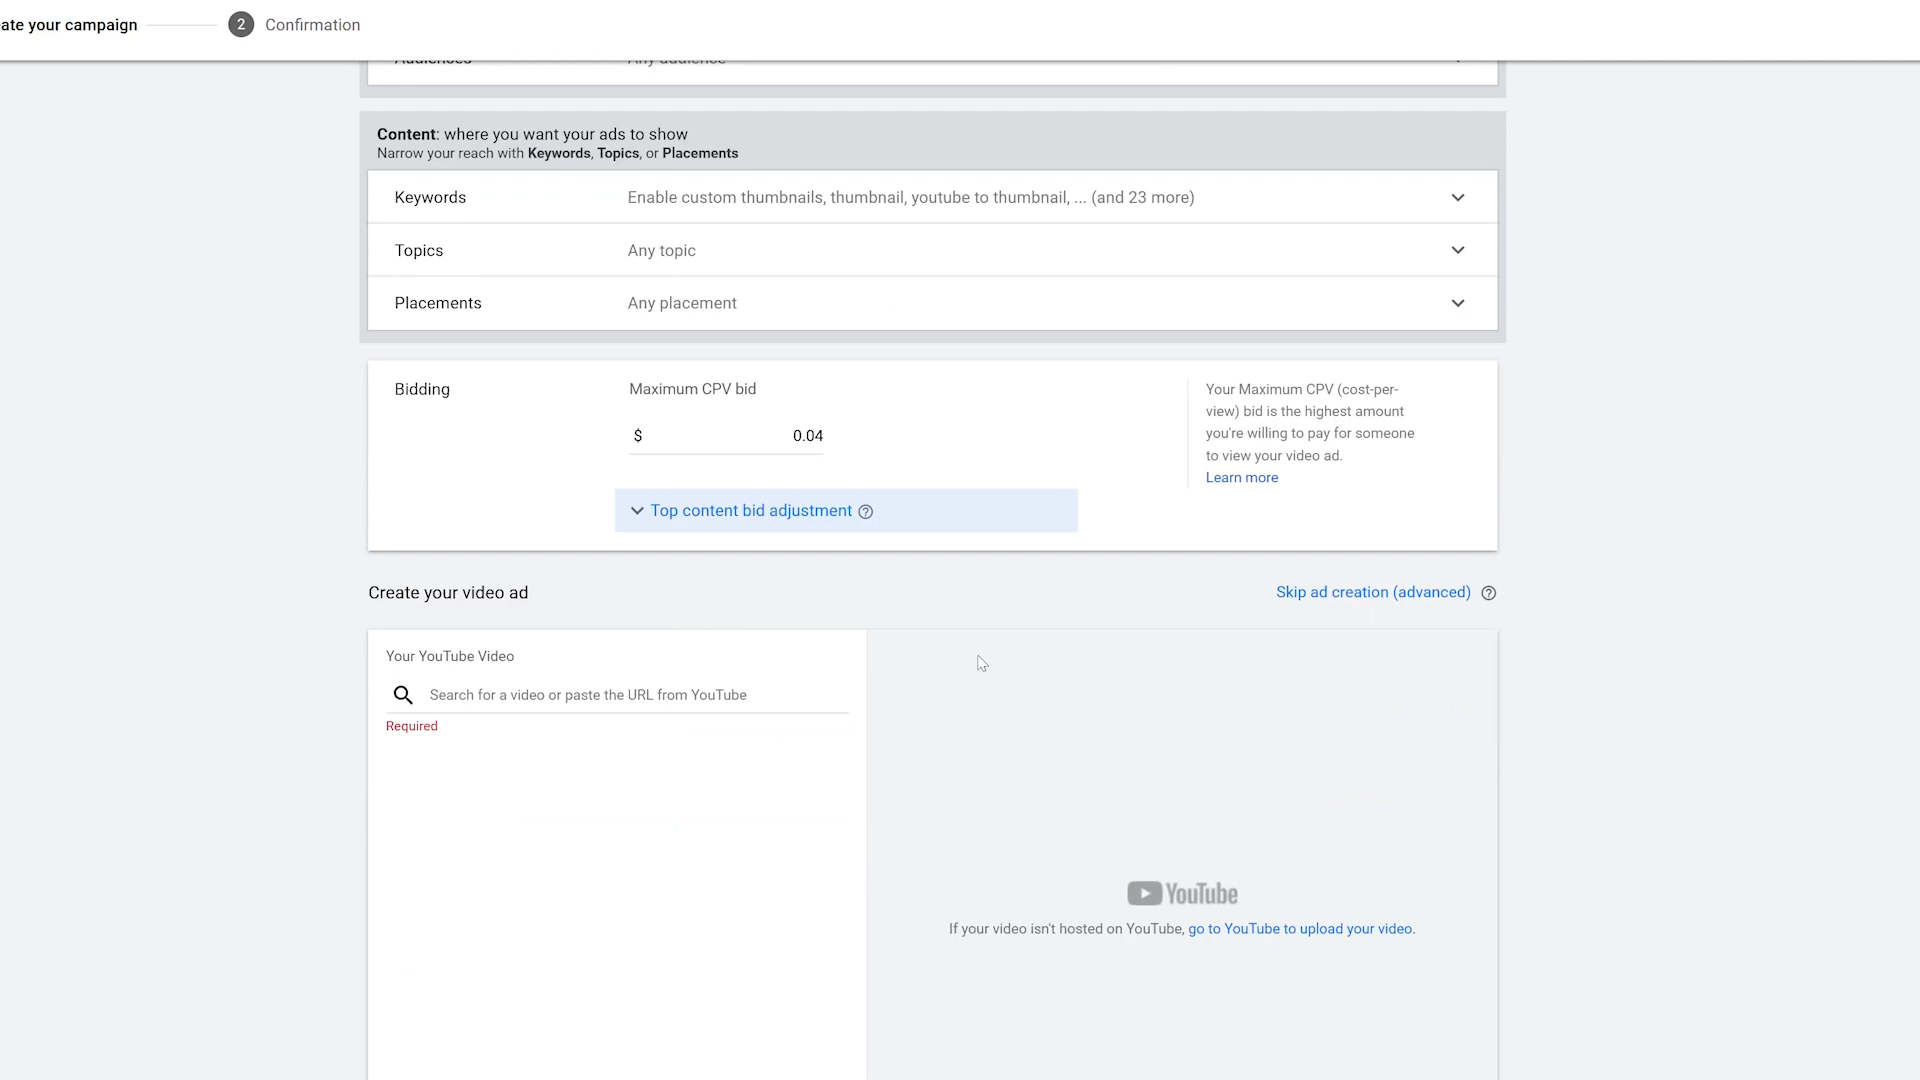 ate your campaign
2
Confirmation
Audiences
Any audience
Content: where you want your ads to show
Narrow your reach with Keywords, Topics, or Placements
Keywords
Enable custom thumbnails, thumbnail, youtube to thumbnail, ... (and 23 more)
Topics
Any topic
Placements
Any placement
Bidding
Maximum CPV bid
$ 0.04
Your Maximum CPV (cost-per-
view) bid is the highest amount
you're willing to pay for someone
to view your video ad.
Learn more
Top content bid adjustment
Create your video ad
Skip ad creation (advanced)
Your YouTube Video
Search for a video or paste the URL from YouTube
Required
YouTube
If your video isn't hosted on YouTube, go to YouTube to upload your video.